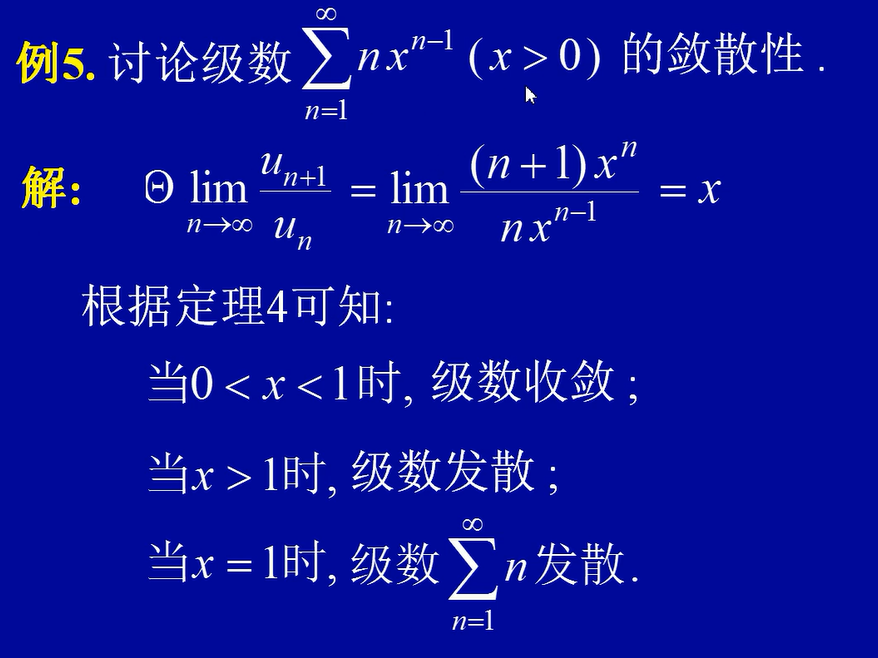 例5. 讨论级数 $\sum_{n=1}^{\infty} n x^{n-1}$ ( x > 0 ) 的敛散性 .
解: Θ $\lim_{n \to \infty} \frac{u_{n+1}}{u_n} = \lim_{n \to \infty} \frac{(n+1) x^n}{n x^{n-1}} = x$
根据定理4可知:
当0 < x < 1时, 级数收敛 ;
当x > 1时, 级数发散 ;
当x = 1时, 级数 $\sum_{n=1}^{\infty} n$ 发散.